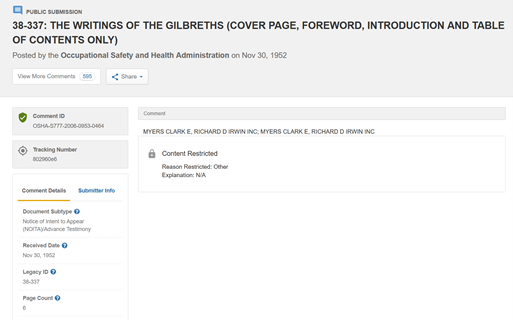 PUBLIC SUBMISSION
38-337: THE WRITINGS OF THE GILBRETHS (COVER PAGE, FOREWORD, INTRODUCTION AND TABLE
OF CONTENTS ONLY)
Posted by the Occupational Safety and Health Administration on Nov 30, 1952
View More Comments 595
Share
Comment ID
OSHA-S777-2006-0953-0464
Comment
MYERS CLARK E, RICHARD D IRWIN INC; MYERS CLARK E, RICHARD D IRWIN INC
Tracking Number
802960e6
Content Restricted
Reason Restricted: Other
Explanation: N/A
Comment Details
Submitter Info
Document Subtype
Notice of Intent to Appear
(NOITA)/Advance Testimony
Received Date
Nov 30, 1952
Legacy ID
38-337
Page Count
6